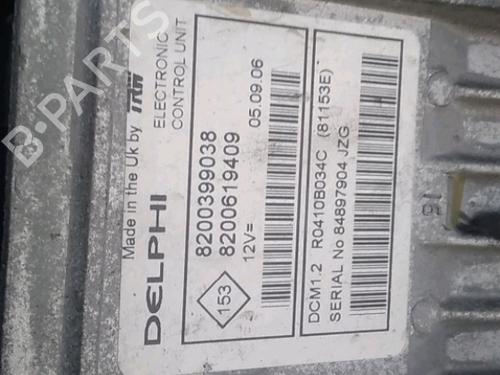 Made in the Uk by TRW
DELPHI
ELECTRONIC
CONTROL UNIT
8200399038
8200619409
12V=
05.09.06
153
DCM1.2 R0410B034C (81153E)
SERIAL No 84897904 JZG
B-PARTS